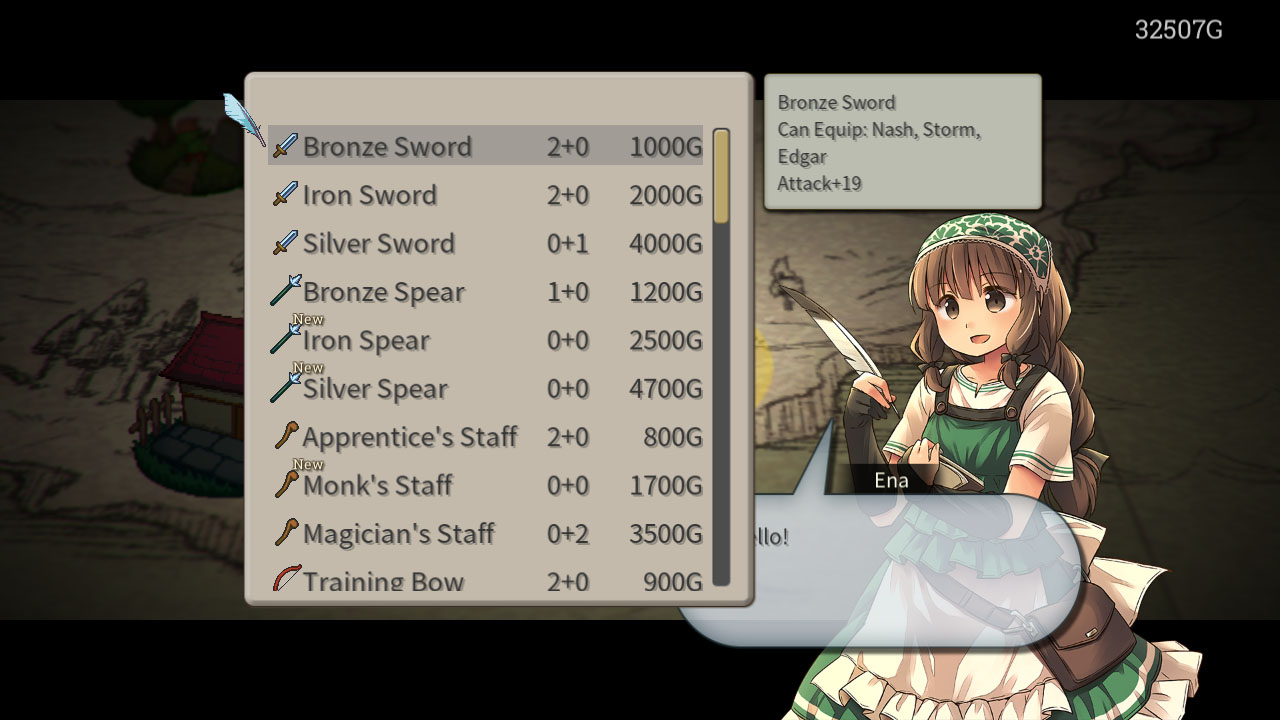 32507G
Bronze Sword 2+0 1000G
Iron Sword 2+0 2000G
Silver Sword 0+1 4000G
Bronze Spear 1+0 1200G
New
Iron Spear 0+0 2500G
New
Silver Spear 0+0 4700G
Apprentice's Staff 2+0 800G
New
Monk's Staff 0+0 1700G
Magician's Staff 0+2 3500G
Training Bow 2+0 900G
Bronze Sword
Can Equip: Nash, Storm,
Edgar
Attack+19
Ena
llo!